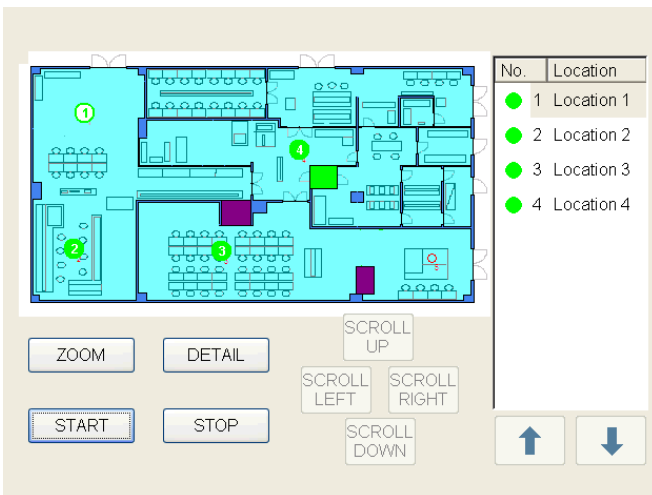 No. Location
1
1 Location 1
2 Location 2
4
3 Location 3
4 Location 4
2
3
5
SCROLL
UP
ZOOM
DETAIL
SCROLL
LEFT
SCROLL
RIGHT
START
STOP
SCROLL
DOWN